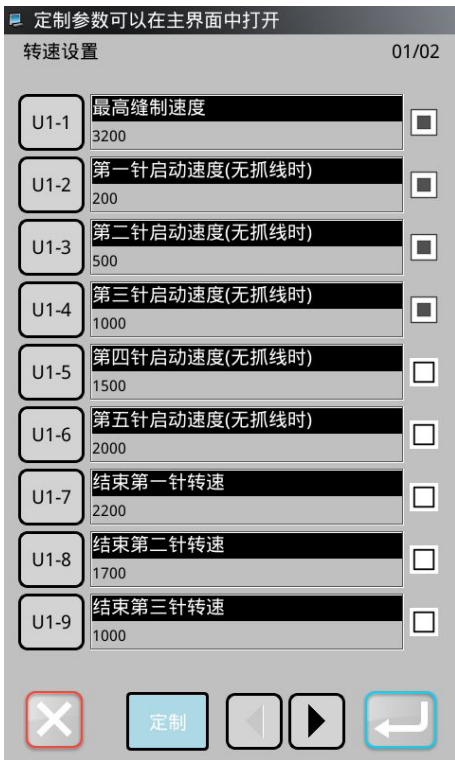 定制参数可以在主界面中打开
转速设置 01/02
U1-1 最高缝制速度
3200
U1-2 第一针启动速度(无抓线时)
200
U1-3 第二针启动速度(无抓线时)
500
U1-4 第三针启动速度(无抓线时)
1000
U1-5 第四针启动速度(无抓线时)
1500
U1-6 第五针启动速度(无抓线时)
2000
U1-7 结束第一针转速
2200
U1-8 结束第二针转速
1700
U1-9 结束第三针转速
1000
定制